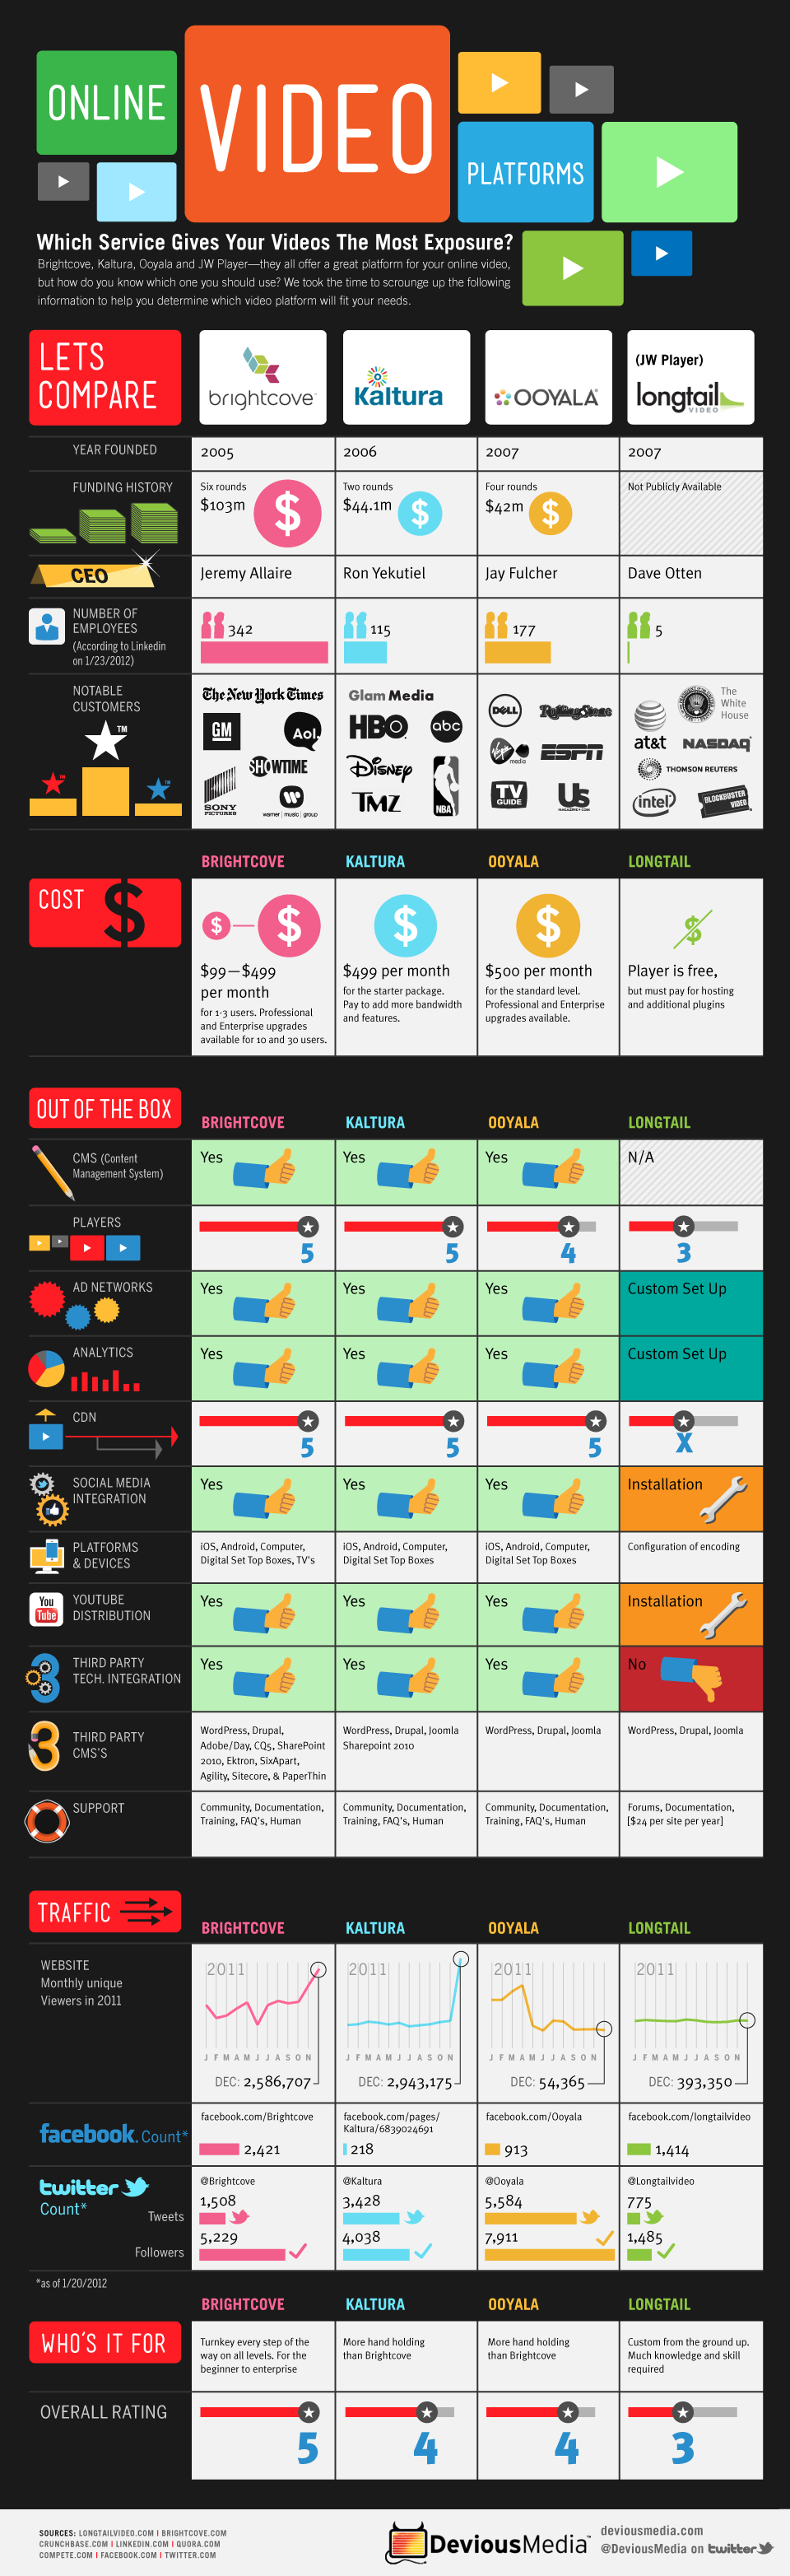 ONLINE
VIDEO
PLATFORMS
Which Service Gives Your Videos The Most Exposure?
Brightcove, Kaltura, Ooyala and JW Player—they all offer a great platform for your online video,
but how do you know which one you should use? We took the time to scrounge up the following
information to help you determine which video platform will fit your needs.
LETS
COMPARE
brightcove
Kaltura
OOYALA
(JW Player)
longtail
VIDEO
YEAR FOUNDED
2005
2006
2007
2007
FUNDING HISTORY
Six rounds
$103m
$
Two rounds
$44.1m
$
Four rounds
$42m
$
Not Publicly Available
CEO
Jeremy Allaire
Ron Yekutiel
Jay Fulcher
Dave Otten
NUMBER OF
EMPLOYEES
(According to Linkedin
on 1/23/2012)
342
115
177
5
NOTABLE
CUSTOMERS
TM
TM
TM
The New York Times
GM
Aol.
SHOWTIME
SONY
PICTURES
warner music group
Glam Media
HBO
abc
Disney
TMZ
NBA
DELL
RollingStone
Virgin
media
ESPN
TV
GUIDE
Us
MAGAZINE.COM
The
White
House
at&t
NASDAQ
THOMSON REUTERS
intel
BLOCKBUSTER
VIDEO
BRIGHTCOVE
KALTURA
OOYALA
LONGTAIL
COST $
$ $
$99—$499
per month
for 1-3 users. Professional
and Enterprise upgrades
available for 10 and 30 users.
$
$499 per month
for the starter package.
Pay to add more bandwidth
and features.
$
$500 per month
for the standard level.
Professional and Enterprise
upgrades available.
$
Player is free,
but must pay for hosting
and additional plugins
OUT OF THE BOX
BRIGHTCOVE
KALTURA
OOYALA
LONGTAIL
CMS (Content
Management System)
Yes
Yes
Yes
N/A
PLAYERS
5
5
4
3
AD NETWORKS
Yes
Yes
Yes
Custom Set Up
ANALYTICS
Yes
Yes
Yes
Custom Set Up
CDN
5
5
5
X
SOCIAL MEDIA
INTEGRATION
Yes
Yes
Yes
Installation
PLATFORMS
& DEVICES
iOS, Android, Computer,
Digital Set Top Boxes, TV's
iOS, Android, Computer,
Digital Set Top Boxes
iOS, Android, Computer,
Digital Set Top Boxes
Configuration of encoding
You
Tube
YOUTUBE
DISTRIBUTION
Yes
Yes
Yes
Installation
3
THIRD PARTY
TECH. INTEGRATION
Yes
Yes
Yes
No
3
THIRD PARTY
CMS'S
WordPress, Drupal,
Adobe/Day, CQ5, SharePoint
2010, Ektron, SixApart,
Agility, Sitecore, & PaperThin
WordPress, Drupal, Joomla
Sharepoint 2010
WordPress, Drupal, Joomla
WordPress, Drupal, Joomla
SUPPORT
Community, Documentation,
Training, FAQ's, Human
Community, Documentation,
Training, FAQ's, Human
Community, Documentation,
Training, FAQ's, Human
Forums, Documentation,
[$24 per site per year]
TRAFFIC
BRIGHTCOVE
KALTURA
OOYALA
LONGTAIL
WEBSITE
Monthly unique
Viewers in 2011
2011
J F M A M J J A S O N
DEC: 2,586,707
2011
J F M A M J J A S O N
DEC: 2,943,175
2011
J F M A M J J A S O N
DEC: 54,365
2011
J F M A M J J A S O N
DEC: 393,350
facebook. Count*
facebook.com/Brightcove
2,421
facebook.com/pages/
Kaltura/6839024691
218
facebook.com/Ooyala
913
facebook.com/longtailvideo
1,414
twitter
Count*
Tweets
Followers
@Brightcove
1,508
5,229
@Kaltura
3,428
4,038
@Ooyala
5,584
7,911
@Longtailvideo
775
1,485
*as of 1/20/2012
BRIGHTCOVE
KALTURA
OOYALA
LONGTAIL
WHO'S IT FOR
Turnkey every step of the
way on all levels. For the
beginner to enterprise
More hand holding
than Brightcove
More hand holding
than Brightcove
Custom from the ground up.
Much knowledge and skill
required
OVERALL RATING
5
4
4
3
SOURCES: LONGTAILVIDEO.COM | BRIGHTCOVE.COM
CRUNCHBASE.COM | LINKEDIN.COM | QUORA.COM
COMPETE.COM | FACEBOOK.COM | TWITTER.COM
DeviousMedia™
deviousmedia.com
@DeviousMedia on twitter